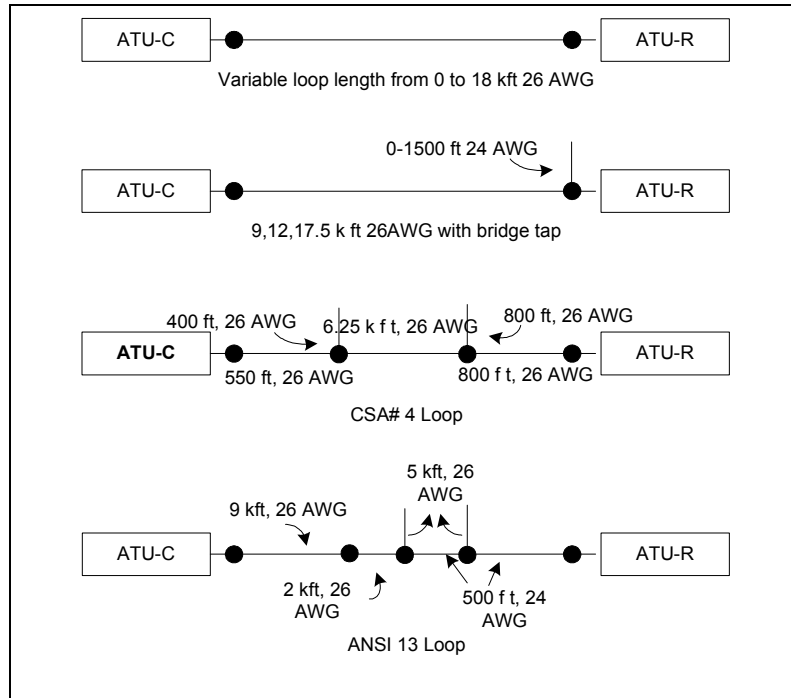 ATU-C
ATU-R
Variable loop length from 0 to 18 kft 26 AWG
0-1500 ft 24 AWG
ATU-C
ATU-R
9,12,17.5 k ft 26AWG with bridge tap
400 ft, 26 AWG
6.25 k f t, 26 AWG
800 ft, 26 AWG
ATU-C
ATU-R
550 ft, 26 AWG
800 f t, 26 AWG
CSA# 4 Loop
5 kft, 26
AWG
9 kft, 26 AWG
ATU-C
ATU-R
2 kft, 26
AWG
500 f t, 24
AWG
ANSI 13 Loop